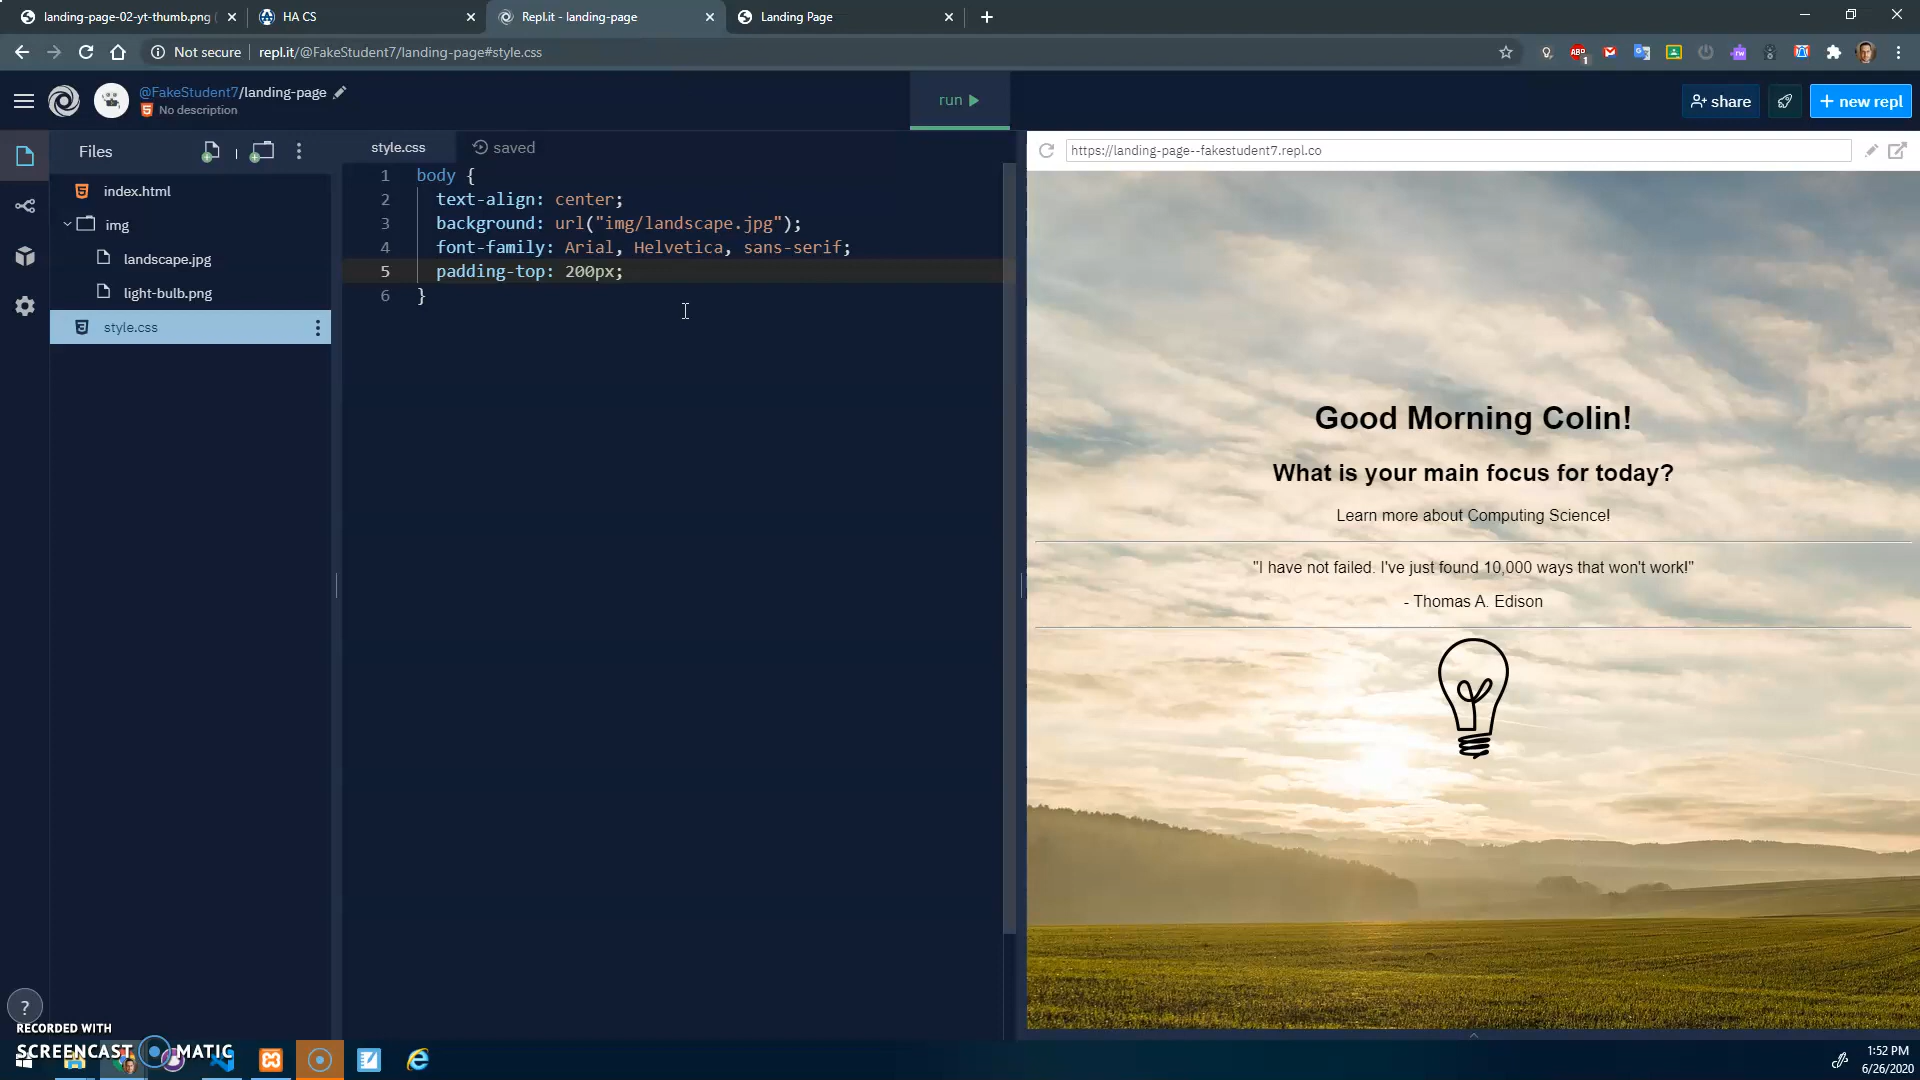 landing-page-02-yt-thumb.png (
HA CS
Repl.it - landing-page
Landing Page
Not secure
repl.it/@FakeStudent7/landing-page#style.css
ABP
1
rw
@FakeStudent7/landing-page
No description
run
share
+ new repl
Files
index.html
img
landscape.jpg
light-bulb.png
style.css
style.css
saved
https://landing-page--fakestudent7.repl.co
1 body {
2 text-align: center;
3 background: url("img/landscape.jpg");
4 font-family: Arial, Helvetica, sans-serif;
5 padding-top: 200px;
6 }
Good Morning Colin!
What is your main focus for today?
Learn more about Computing Science!
"I have not failed. I've just found 10,000 ways that won't work!"
- Thomas A. Edison
?
RECORDED WITH
SCREENCAST MATIC
1:52 PM
6/26/2020